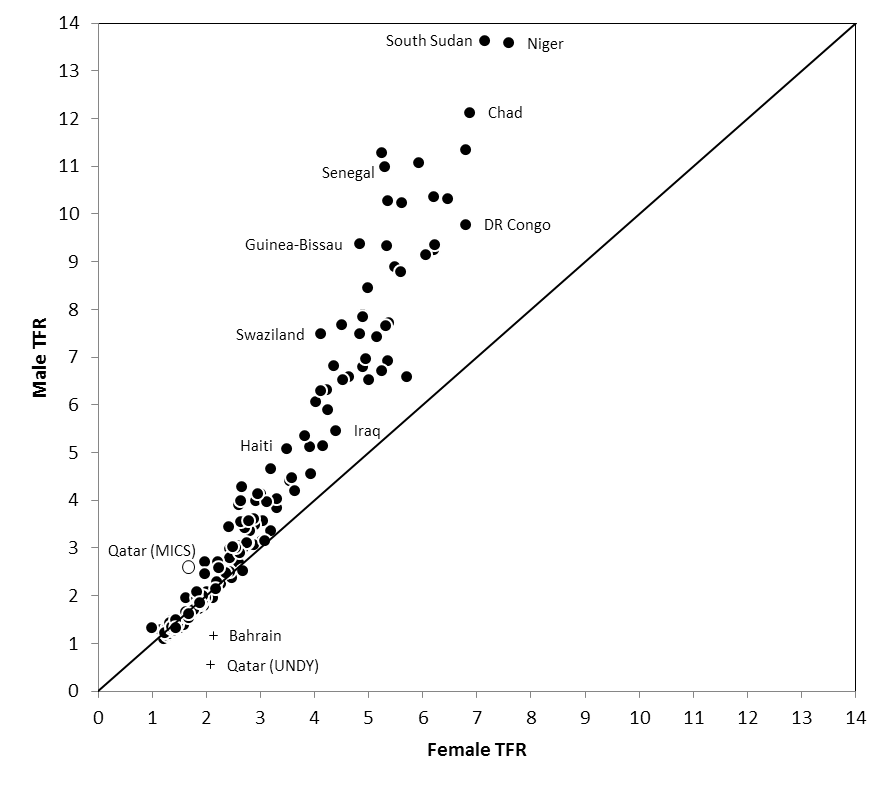 14
13
12
11
10
9
8
7
6
5
4
3
2
1
0
Male TFR
South Sudan
Niger
Chad
Senegal
DR Congo
Guinea-Bissau
Swaziland
Iraq
Haiti
Qatar (MICS)
Bahrain
Qatar (UNDY)
0 1 2 3 4 5 6 7 8 9 10 11 12 13 14
Female TFR